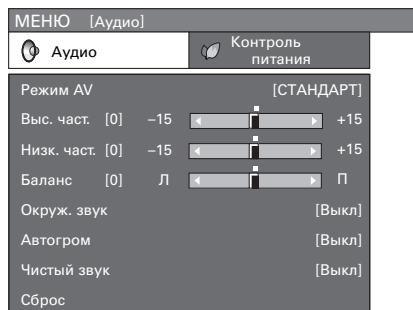 МЕНЮ [Аудио]
Аудио
Контроль
питания
Режим AV [СТАНДАРТ]
Выс. част. [0] –15 +15
Низк. част. [0] –15 +15
Баланс [0] Л П
Окруж. звук [Выкл]
Автогром [Выкл]
Чистый звук [Выкл]
Сброс